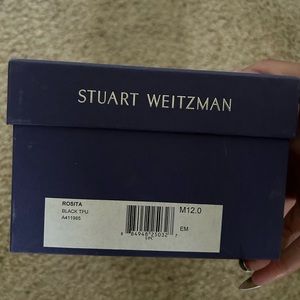 STUART WEITZMAN
ROSITA
BLACK TPU
A411965
M12.0
EM